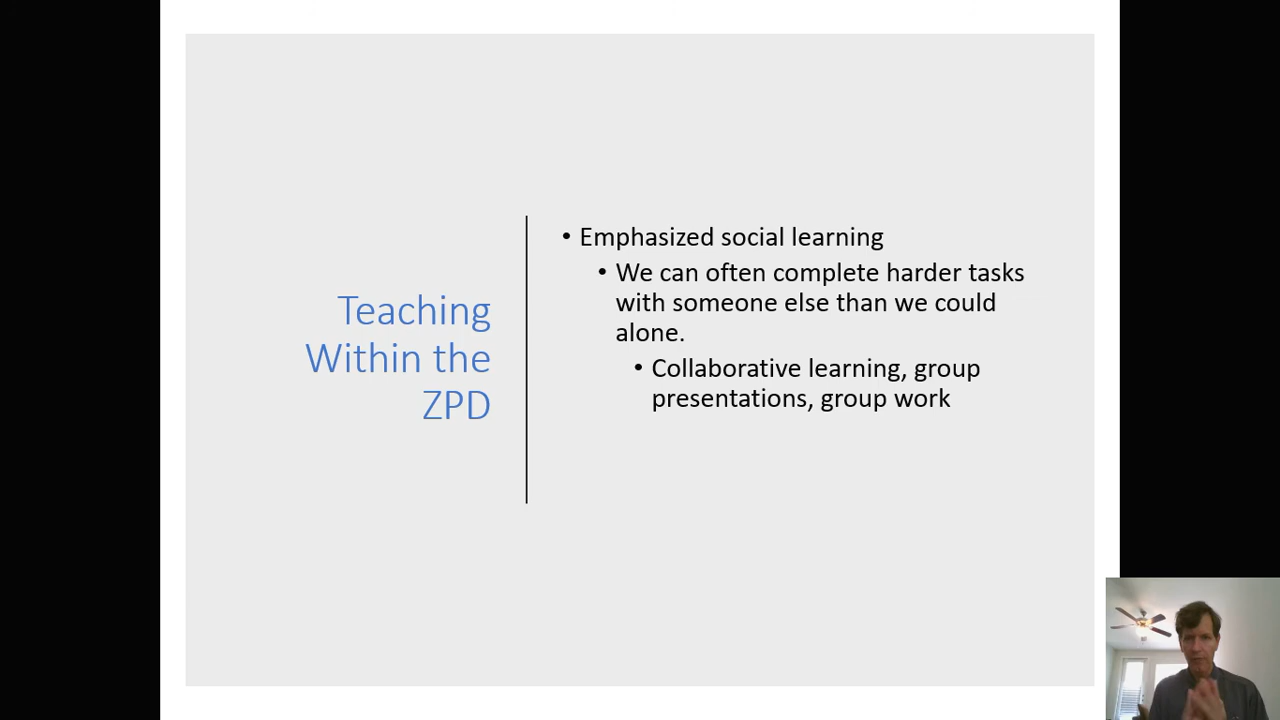 Teaching
Within the
ZPD
• Emphasized social learning
• We can often complete harder tasks
with someone else than we could
alone.
• Collaborative learning, group
presentations, group work